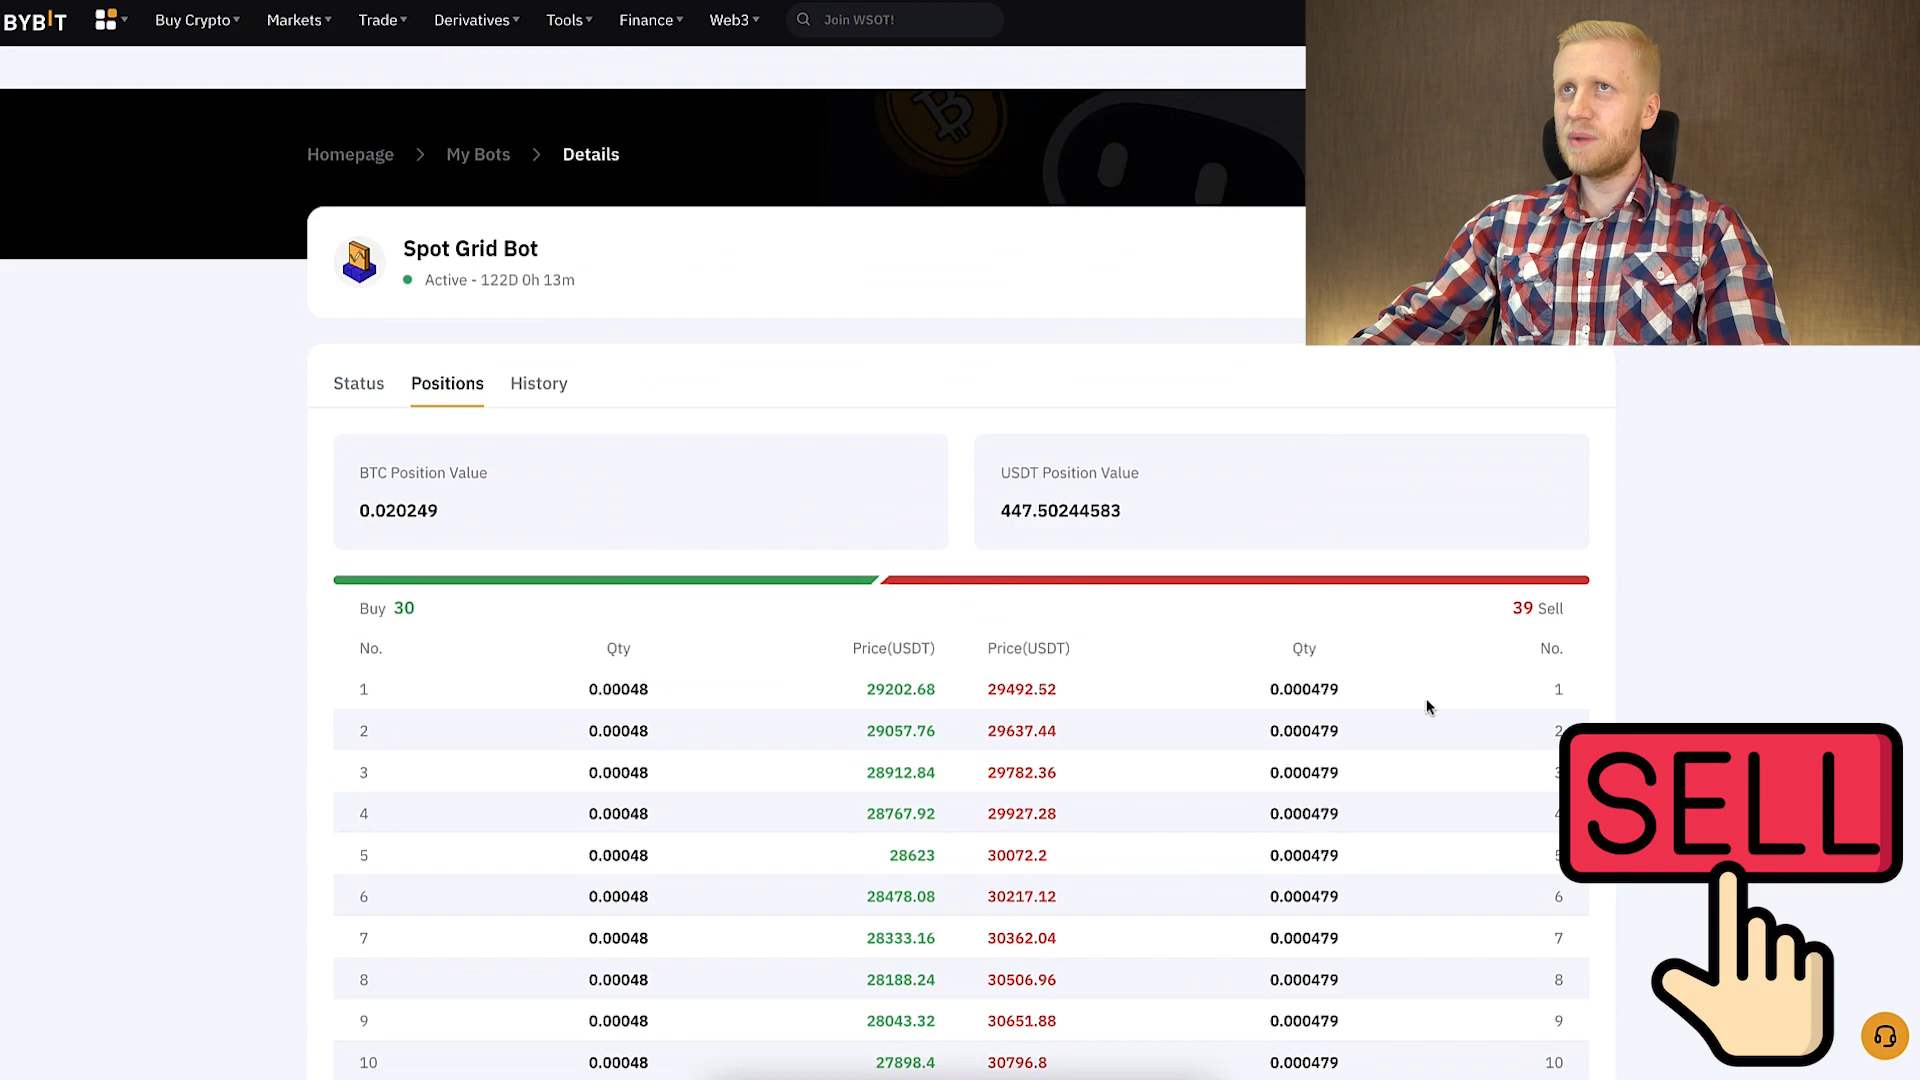 BYBIT Buy Crypto Markets Trade Derivatives Tools Finance Web3 Join WSOT!
Homepage > My Bots > Details
Spot Grid Bot
Active - 122D 0h 13m
Status Positions History
BTC Position Value
0.020249
USDT Position Value
447.50244583
Buy 30
39 Sell
No. Qty Price(USDT) Price(USDT) Qty No.
1 0.00048 29202.68 29492.52 0.000479 1
2 0.00048 29057.76 29637.44 0.000479 2
3 0.00048 28912.84 29782.36 0.000479
4 0.00048 28767.92 29927.28 0.000479
5 0.00048 28623 30072.2 0.000479
6 0.00048 28478.08 30217.12 0.000479 6
7 0.00048 28333.16 30362.04 0.000479 7
8 0.00048 28188.24 30506.96 0.000479 8
9 0.00048 28043.32 30651.88 0.000479 9
10 0.00048 27898.4 30796.8 0.000479 10
SELL